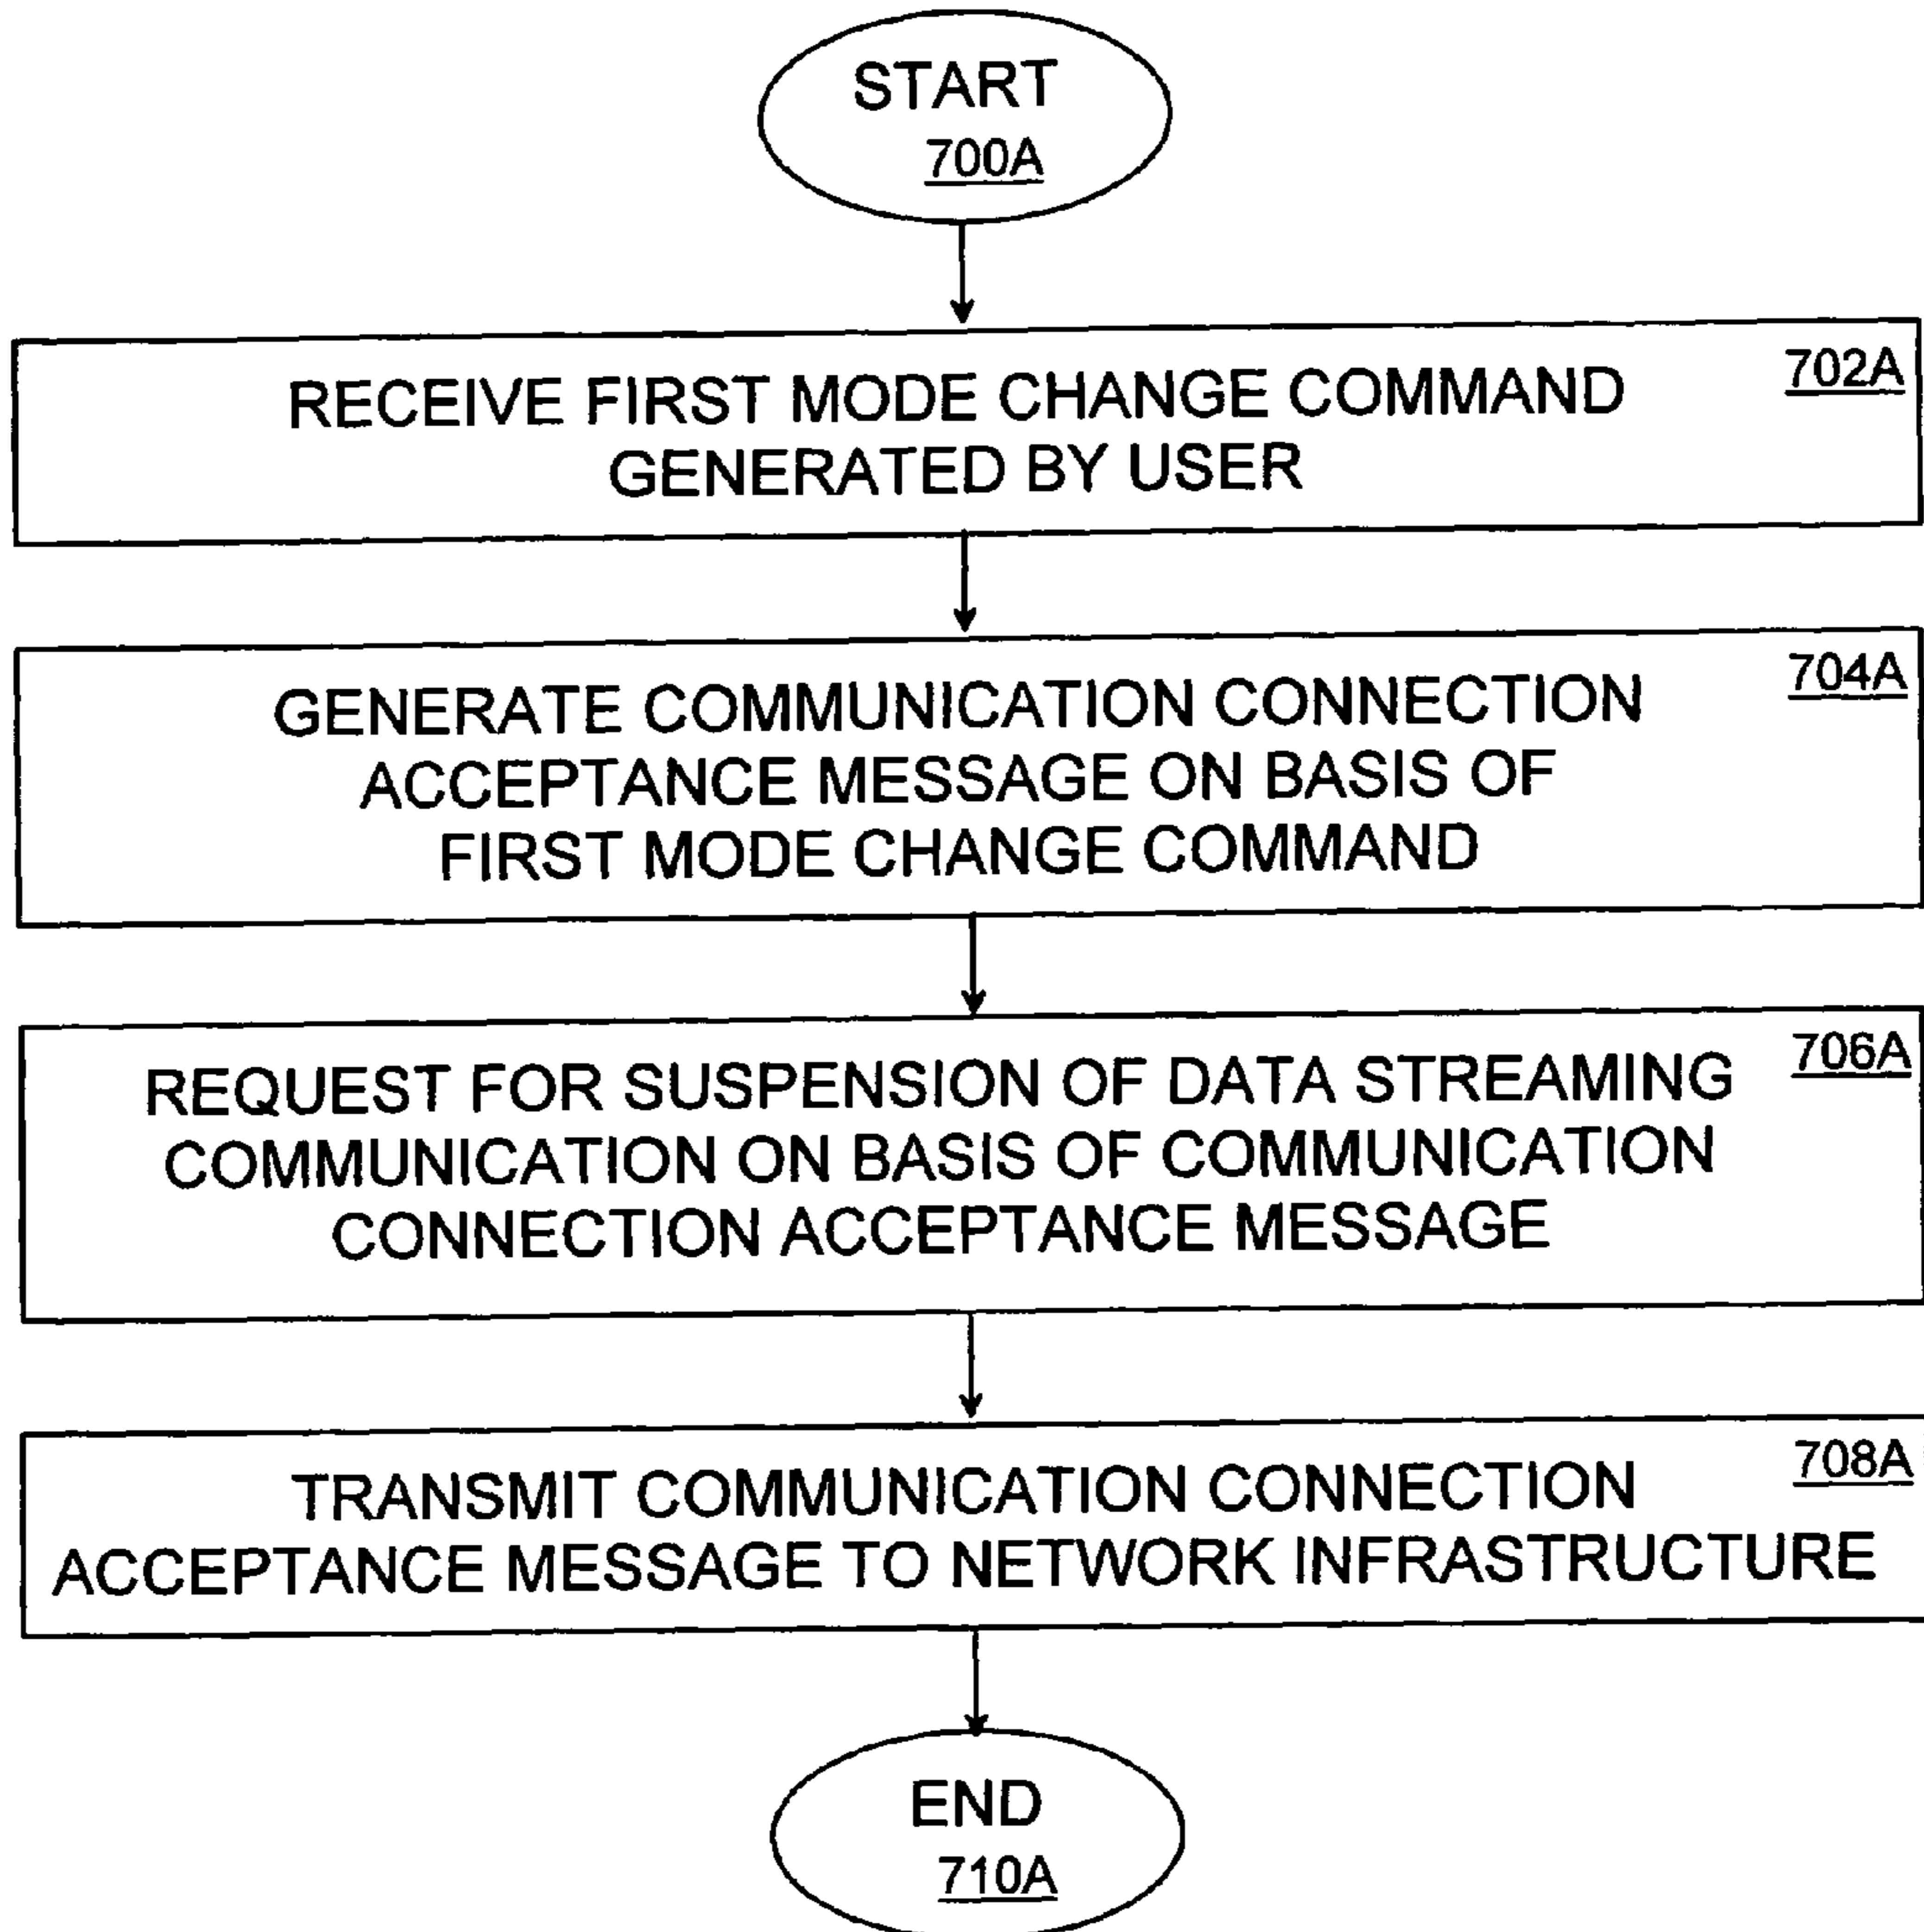 START
700A
702A
RECEIVE FIRST MODE CHANGE COMMAND
GENERATED BY USER
704A
GENERATE COMMUNICATION CONNECTION
ACCEPTANCE MESSAGE ON BASIS OF
FIRST MODE CHANGE COMMAND
706A
REQUEST FOR SUSPENSION OF DATA STREAMING
COMMUNICATION ON BASIS OF COMMUNICATION
CONNECTION ACCEPTANCE MESSAGE
708A
TRANSMIT COMMUNICATION CONNECTION
ACCEPTANCE MESSAGE TO NETWORK INFRASTRUCTURE
END
710A